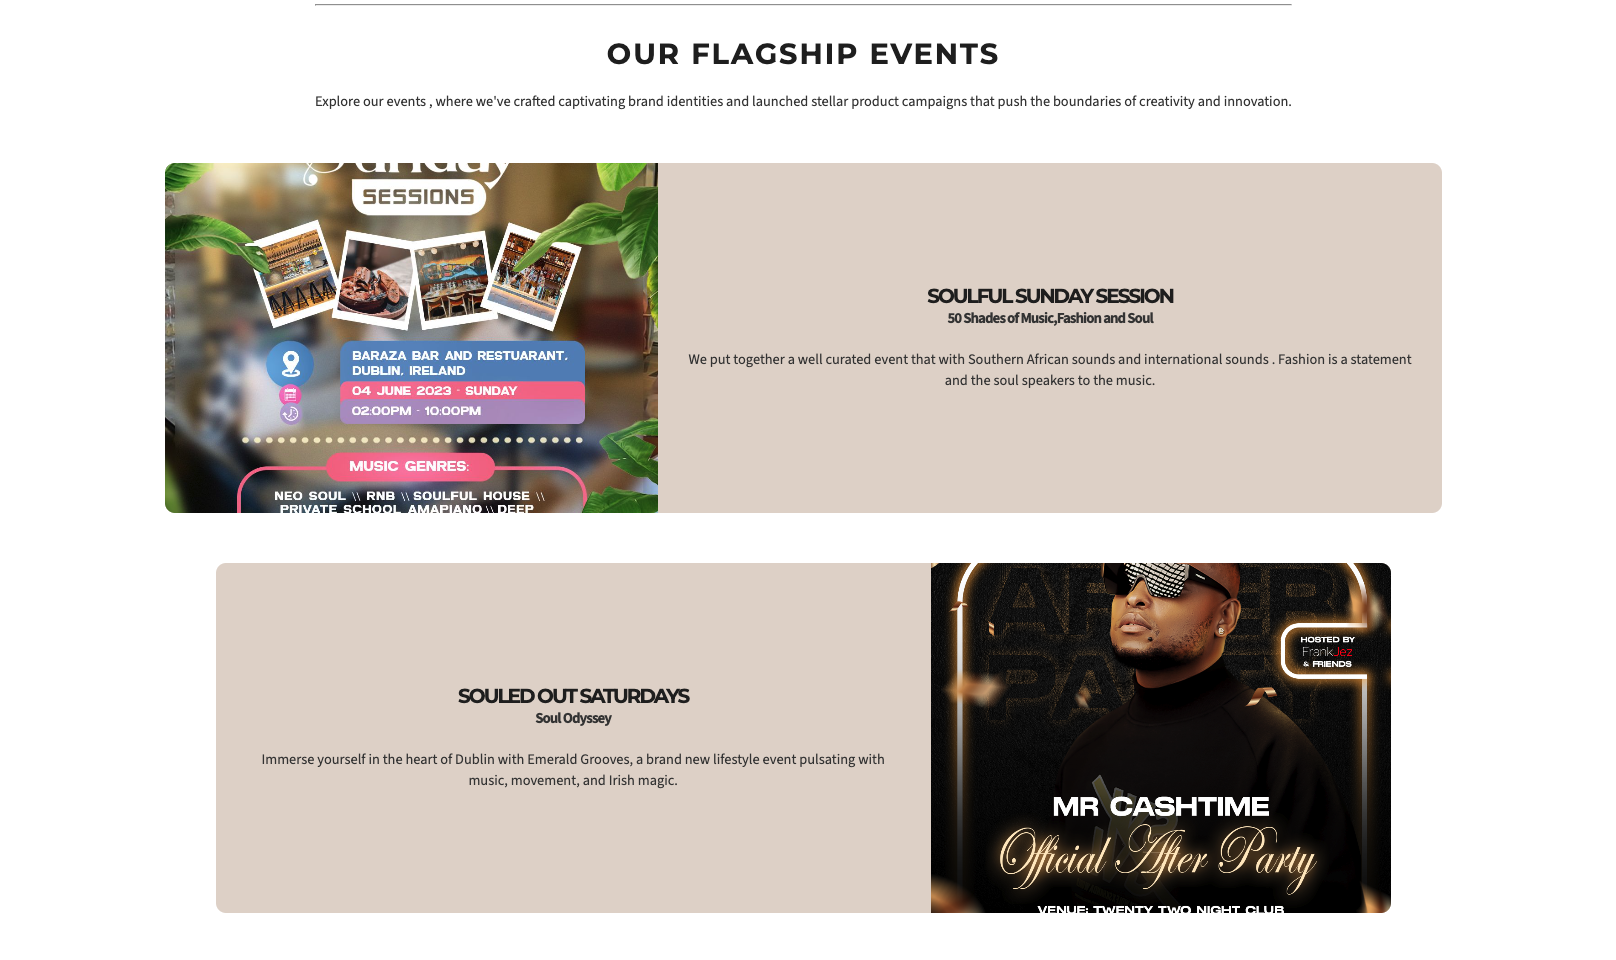 OUR FLAGSHIP EVENTS
Explore our events , where we've crafted captivating brand identities and launched stellar product campaigns that push the boundaries of creativity and innovation.
Sunday
SESSIONS
BARAZA BAR AND RESTUARANT,
DUBLIN, IRELAND
04 JUNE 2023 - SUNDAY
02:00PM - 10:00PM
MUSIC GENRES:
NEO SOUL \\ RNB \\ SOULFUL HOUSE \\
PRIVATE SCHOOL AMAPIANO \\ DEEP
SOULFUL SUNDAY SESSION
50 Shades of Music,Fashion and Soul
We put together a well curated event that with Southern African sounds and international sounds . Fashion is a statement
and the soul speakers to the music.
SOULED OUT SATURDAYS
Soul Odyssey
Immerse yourself in the heart of Dublin with Emerald Grooves, a brand new lifestyle event pulsating with
music, movement, and Irish magic.
AFTER
PARTY
HOSTED BY
FrankJez
& FRIENDS
MR CASHTIME
Official After Party
VENUE: TWENTY TWO NIGHT CLUB